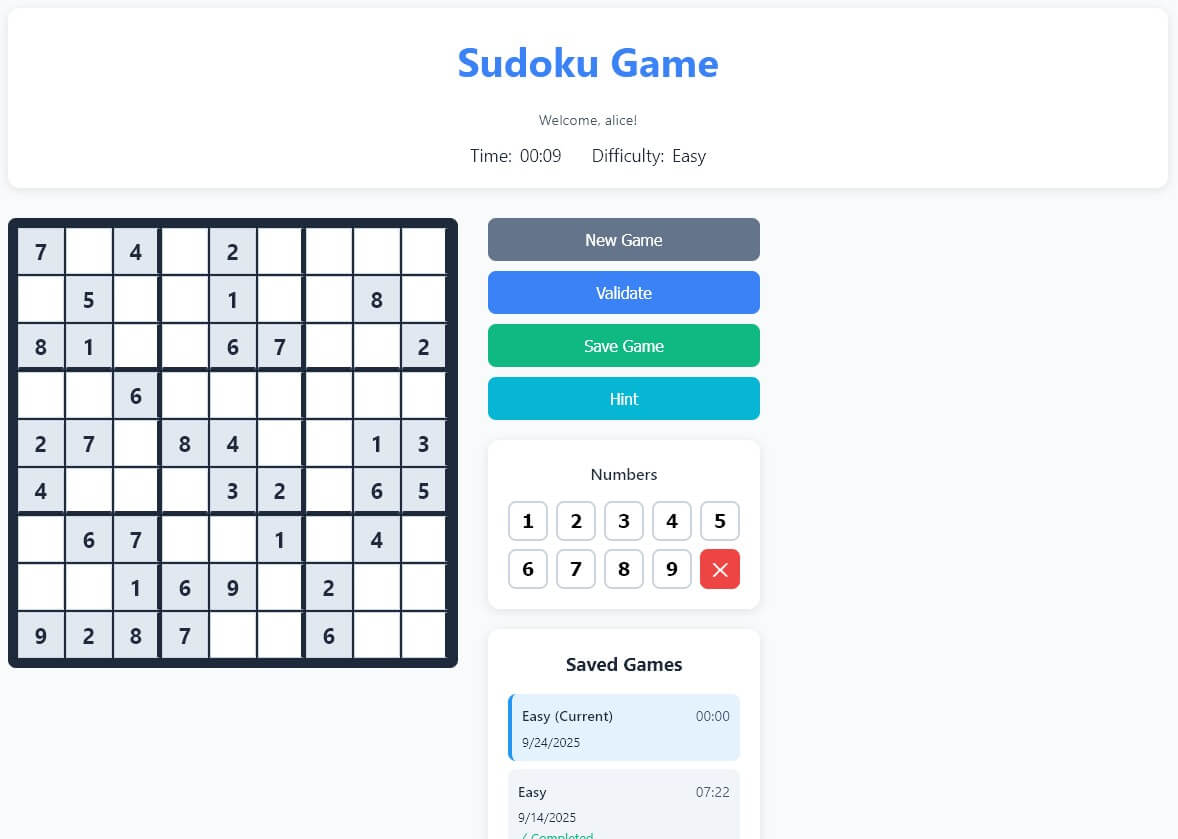 Sudoku Game
Welcome, alice!
Time: 00:09 Difficulty: Easy
7 4 2
5 1 8
8 1 6 7 2
6
2 7 8 4 1 3
4 3 2 6 5
6 7 1 4
1 6 9 2
9 2 8 7 6
New Game
Validate
Save Game
Hint
Numbers
1 2 3 4 5
6 7 8 9 ×
Saved Games
Easy (Current) 00:00
9/24/2025
Easy 07:22
9/14/2025
✓ Completed